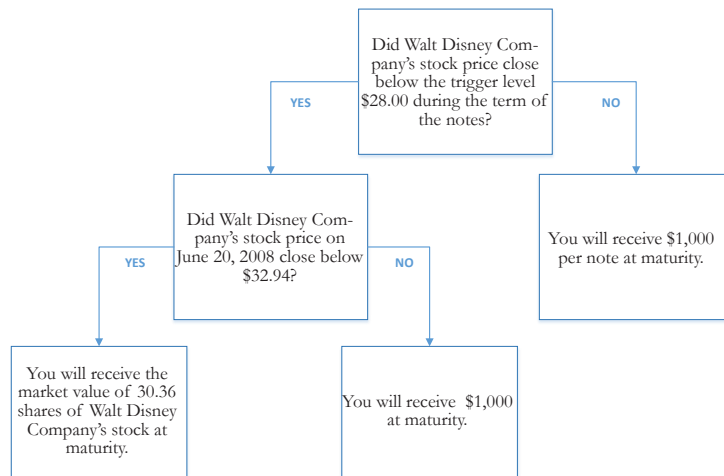 Did Walt Disney Com-
pany's stock price close
below the trigger level
$28.00 during the term of
the notes?
YES
NO
Did Walt Disney Com-
pany's stock price on
June 20, 2008 close below
$32.94?
You will receive $1,000
per note at maturity.
YES
NO
You will receive the
market value of 30.36
shares of Walt Disney
Company's stock at
maturity.
You will receive $1,000
at maturity.